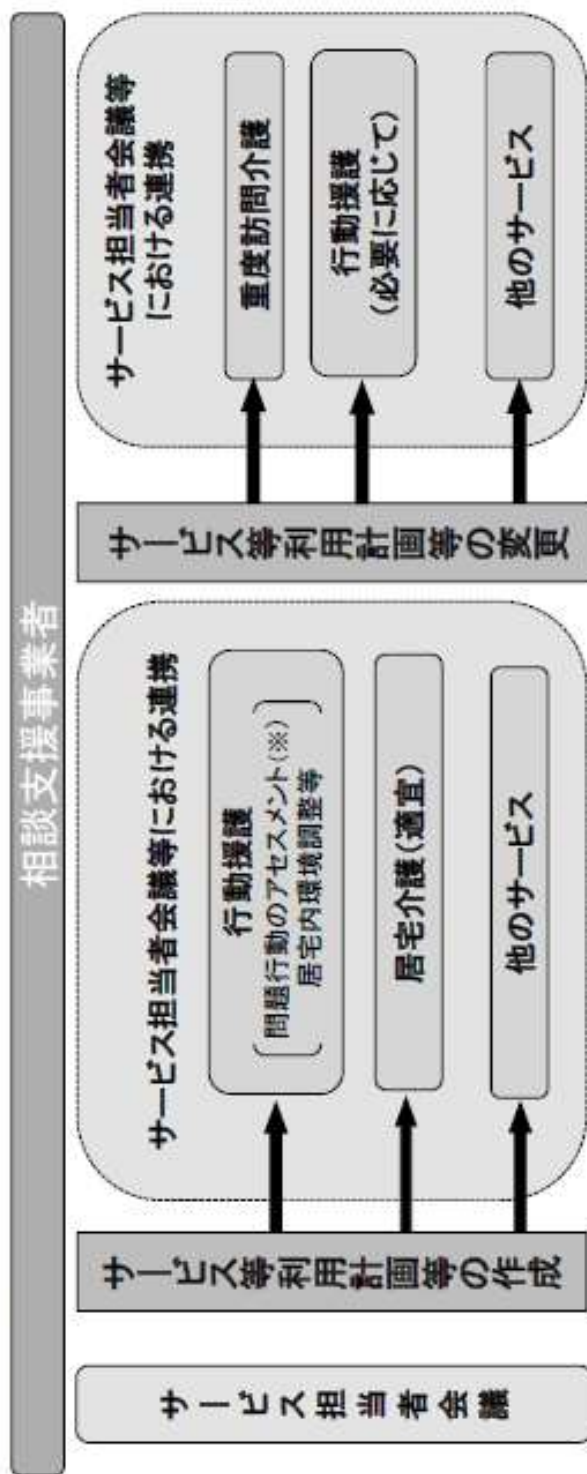 相談支援事業者
サービス担当者会議
サービス等利用計画等の作成
サービス担当者会議等における連携
行動援護
問題行動のアセスメント(※)
居宅内環境調整等
居宅介護(適宜)
他のサービス
サービス等利用計画等の変更
サービス担当者会議等
における連携
重度訪問介護
行動援護
(必要に応じて)
他のサービス